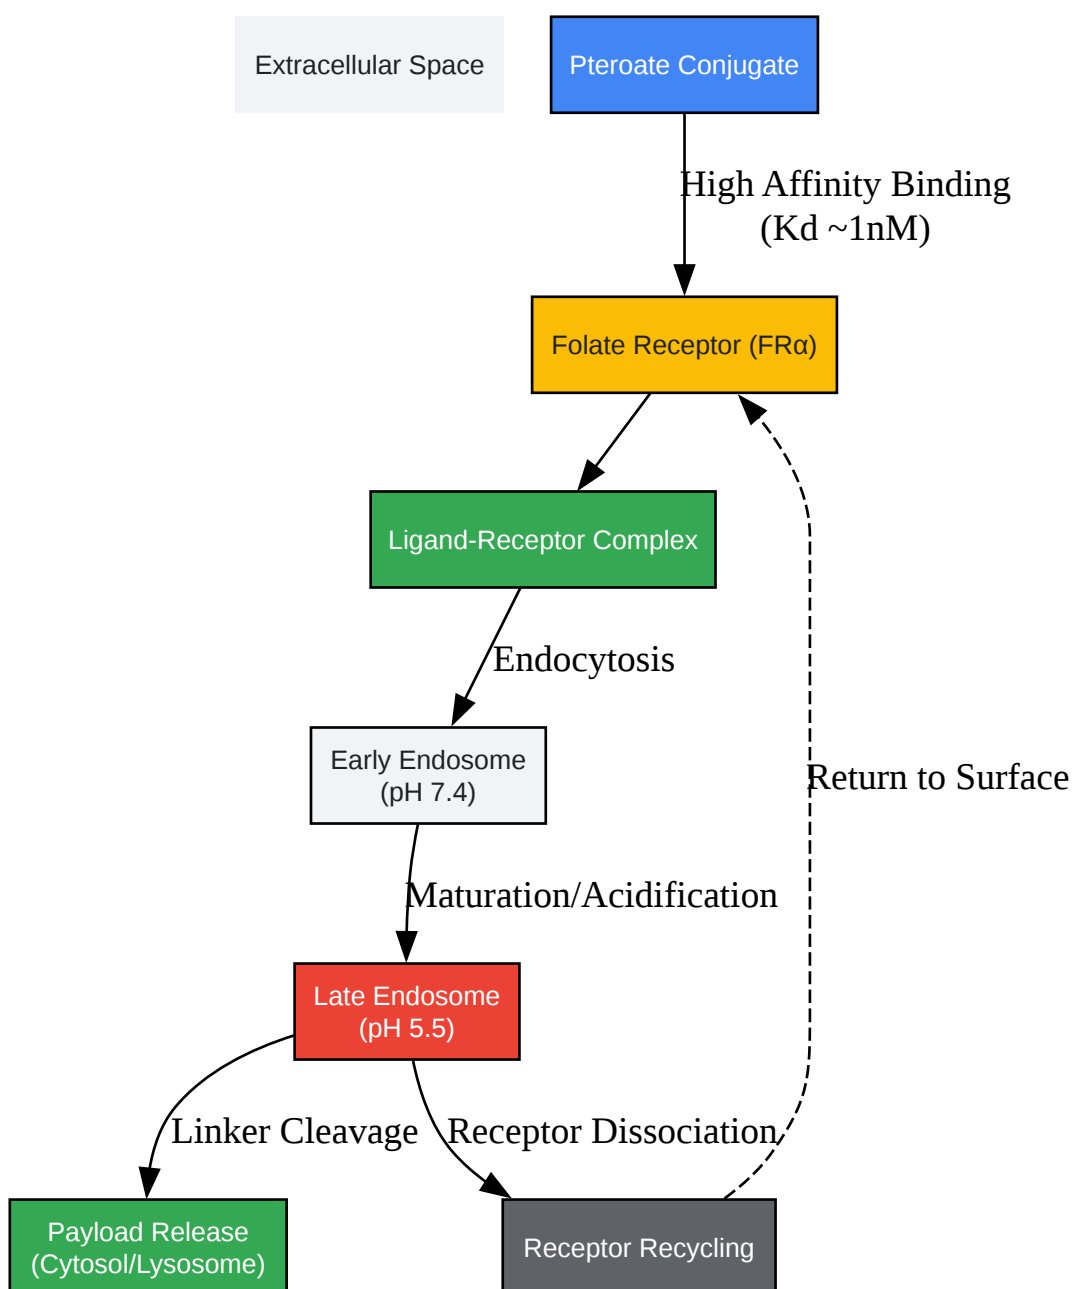 Extracellular Space
Pteroate Conjugate
High Affinity Binding
(Kd ~1nM)
Folate Receptor (FRα)
Ligand-Receptor Complex
Endocytosis
Early Endosome
(pH 7.4)
Return to Surface
Maturation/Acidification
Late Endosome
(pH 5.5)
Linker Cleavage
Receptor Dissociation
Payload Release
(Cytosol/Lysosome)
Receptor Recycling